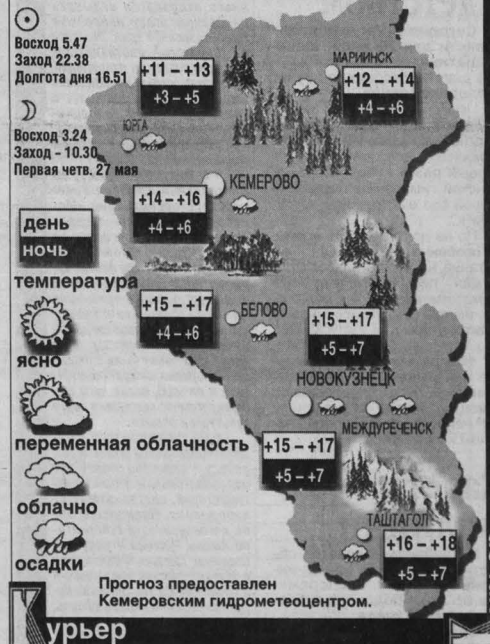 Восход 5.47
Заход 22.38
Долгота дня 16.51
Восход 3.24
Заход – 10.30
Первая четв. 27 мая
день
ночь
температура
ясно
переменная облачность
облачно
осадки
+11 – +13
+3 – +5
МАРИИНСК
+12 – +14
+4 – +6
ЮРГА
КЕМЕРОВО
+14 – +16
+4 – +6
+15 – +17
+4 – +6
БЕЛОВО
+15 – +17
+5 – +7
НОВОКУЗНЕЦК
МЕЖДУРЕЧЕНСК
+15 – +17
+5 – +7
ТАШТАГОЛ
+16 – +18
+5 – +7
Прогноз предоставлен
Кемеровским гидрометеоцентром.
Курьер